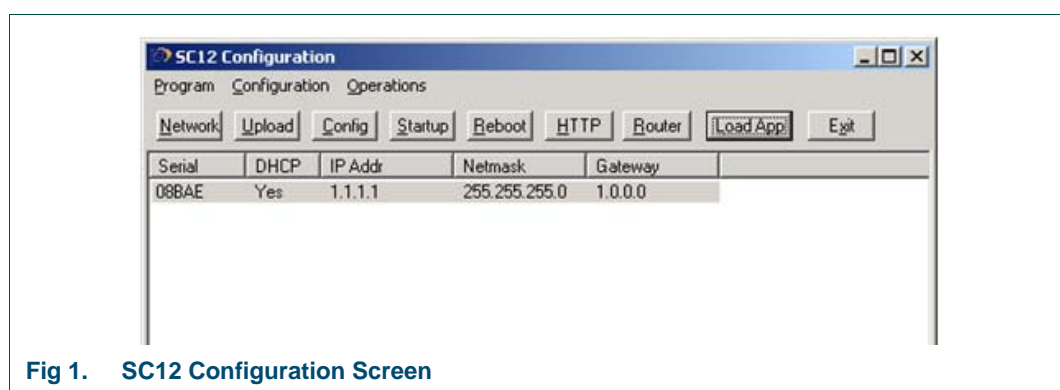 SC12 Configuration
Program Configuration Operations
Network Upload Config Startup Reboot HTTP Router Load App Exit
Serial DHCP IP Addr Netmask Gateway
08BAE Yes 1.1.1.1 255.255.255.0 1.0.0.0
Fig 1. SC12 Configuration Screen